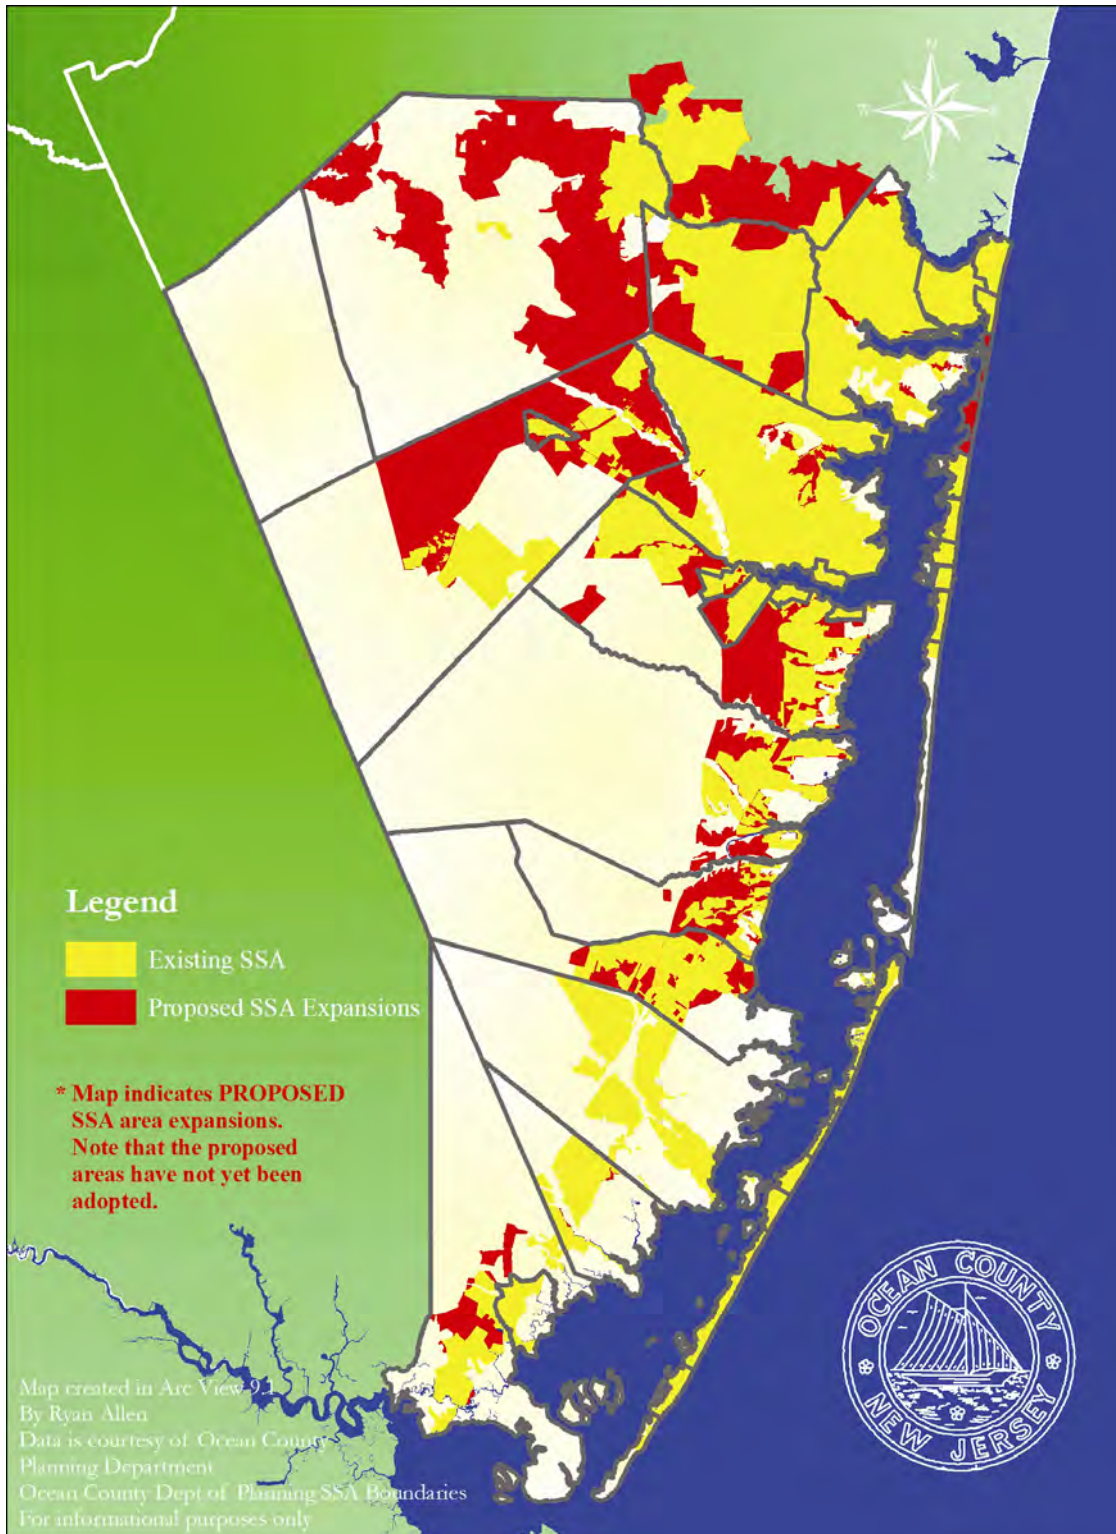 N
W
E
S
Legend
Existing SSA
Proposed SSA Expansions
* Map indicates PROPOSED
SSA area expansions.
Note that the proposed
areas have not yet been
adopted.
OCEAN COUNTY
NEW JERSEY
Map created in Arc View 9.1
By Ryan Allen
Data is courtesy of Ocean County
Planning Department
Ocean County Dept of Planning SSA Boundaries
For informational purposes only